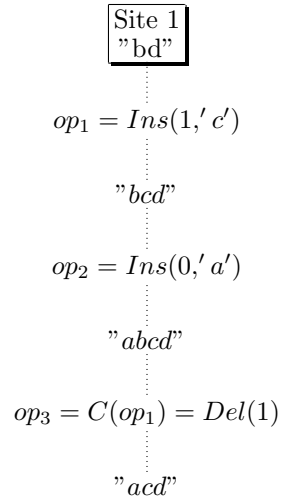 Site 1
"bd"
op₁ = Ins(1,′ c′)
"bcd"
op₂ = Ins(0,′ a′)
"abcd"
op₃ = C(op₁) = Del(1)
"acd"